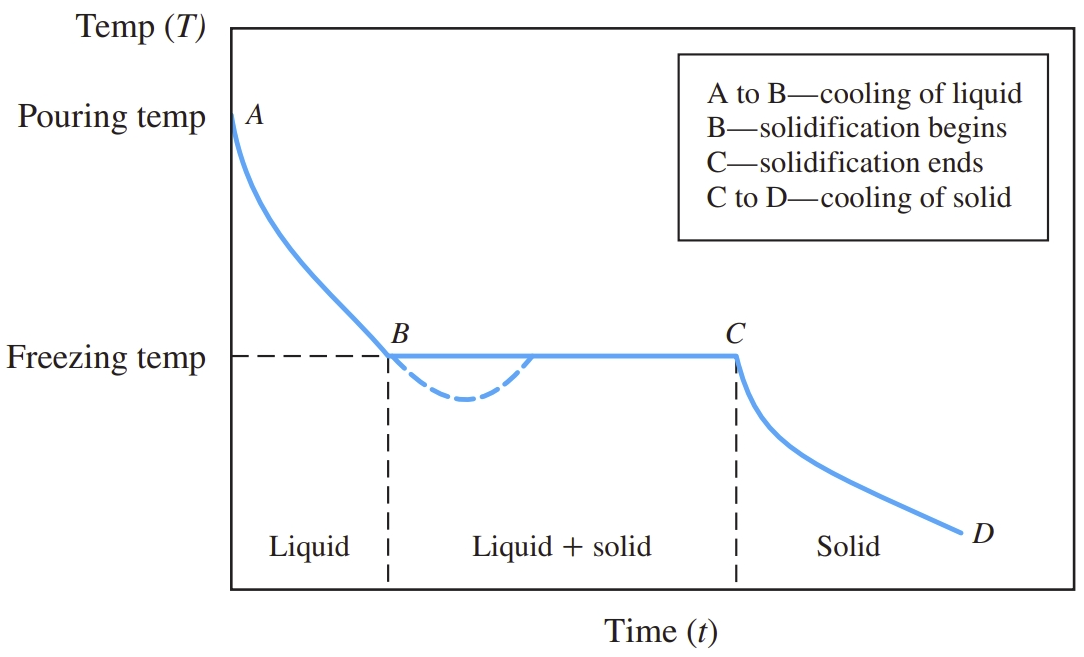 Temp (T)
Pouring temp
A
A to B—cooling of liquid
B—solidification begins
C—solidification ends
C to D—cooling of solid
B
C
Freezing temp
Liquid
Liquid + solid
Solid
D
Time (t)